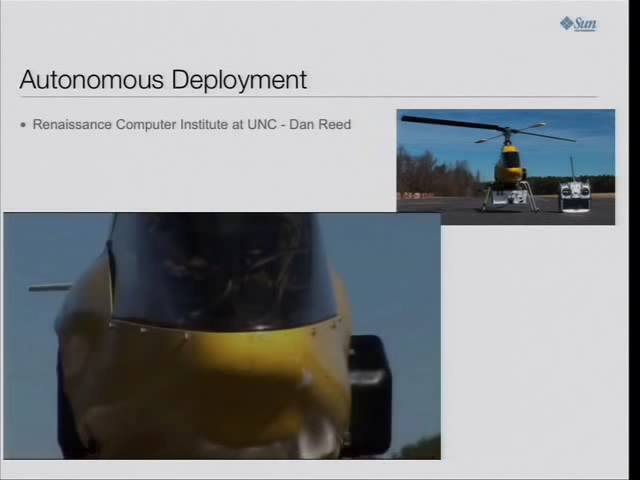 Sun
Autonomous Deployment
• Renaissance Computer Institute at UNC - Dan Reed